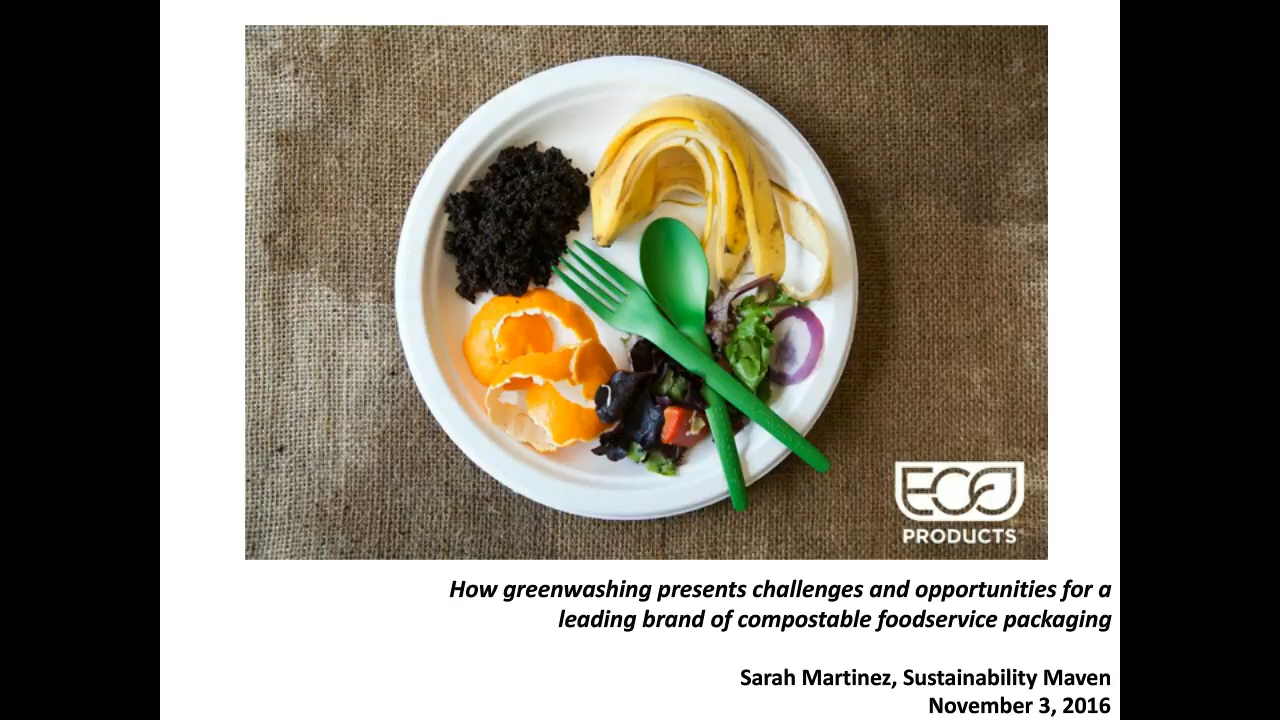 ECO
PRODUCTS
How greenwashing presents challenges and opportunities for a
leading brand of compostable foodservice packaging
Sarah Martinez, Sustainability Maven
November 3, 2016